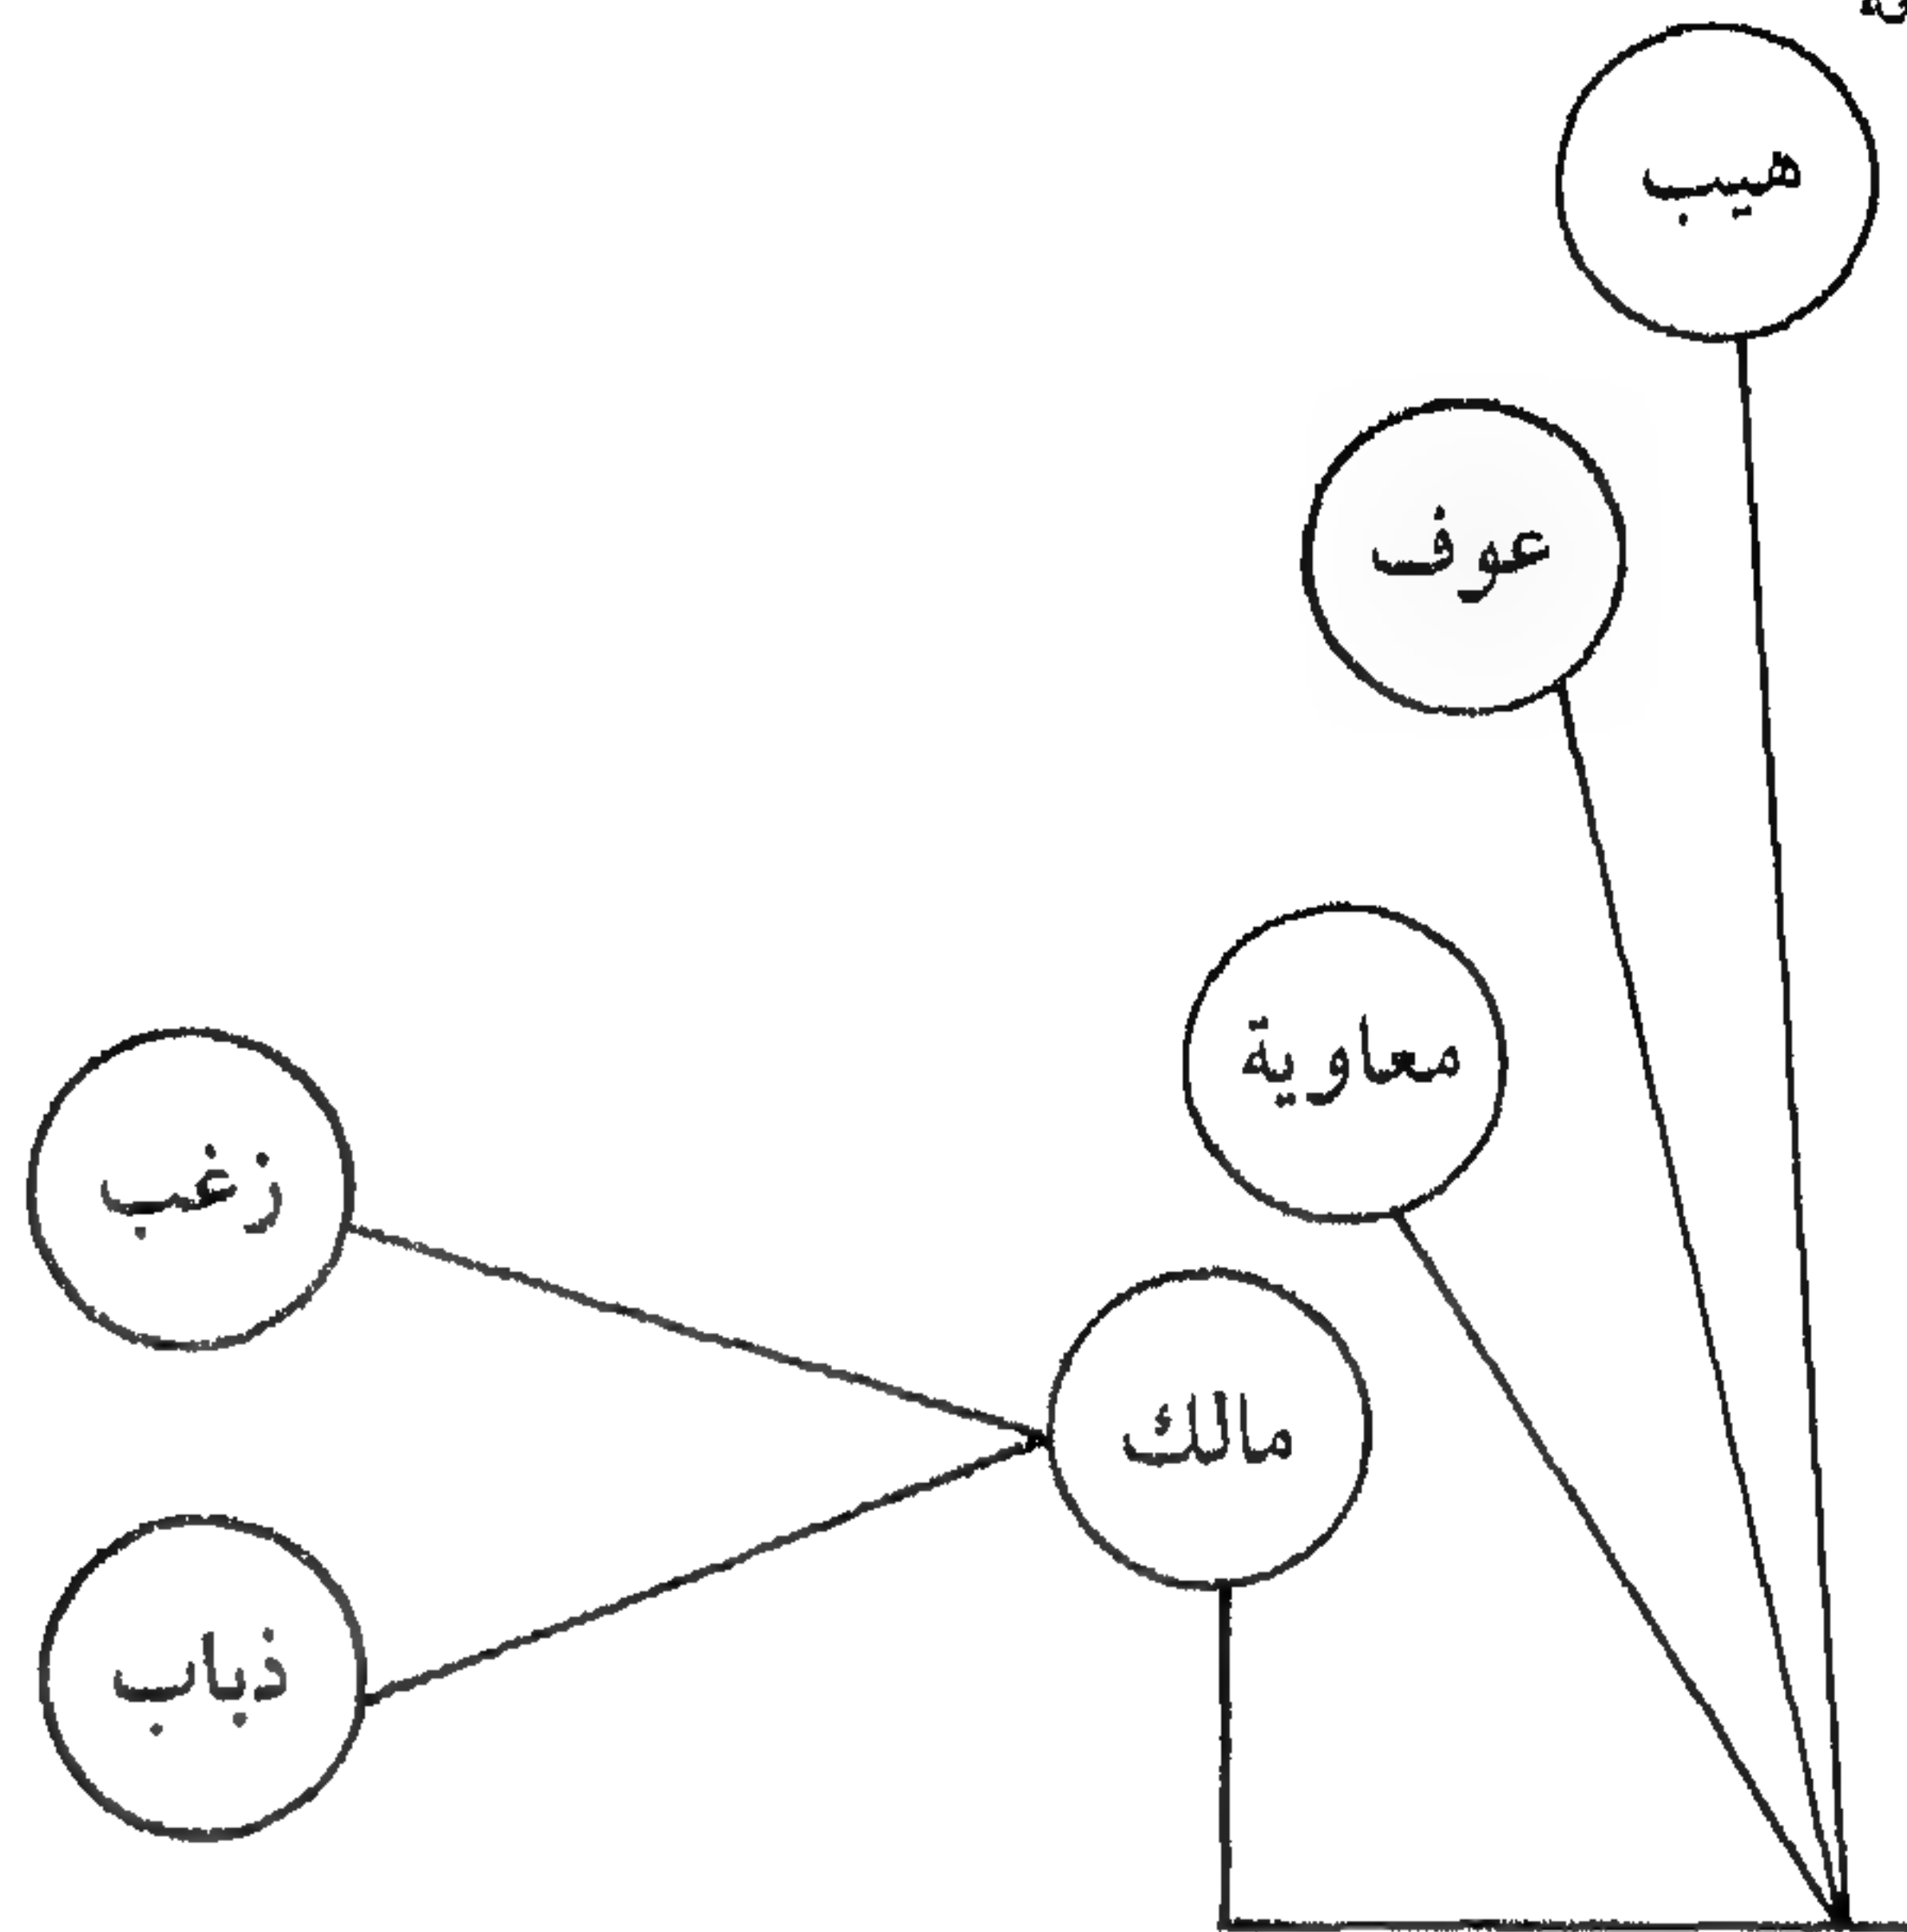 هيب
عوف
معاوية
زغب
مالك
ذباب